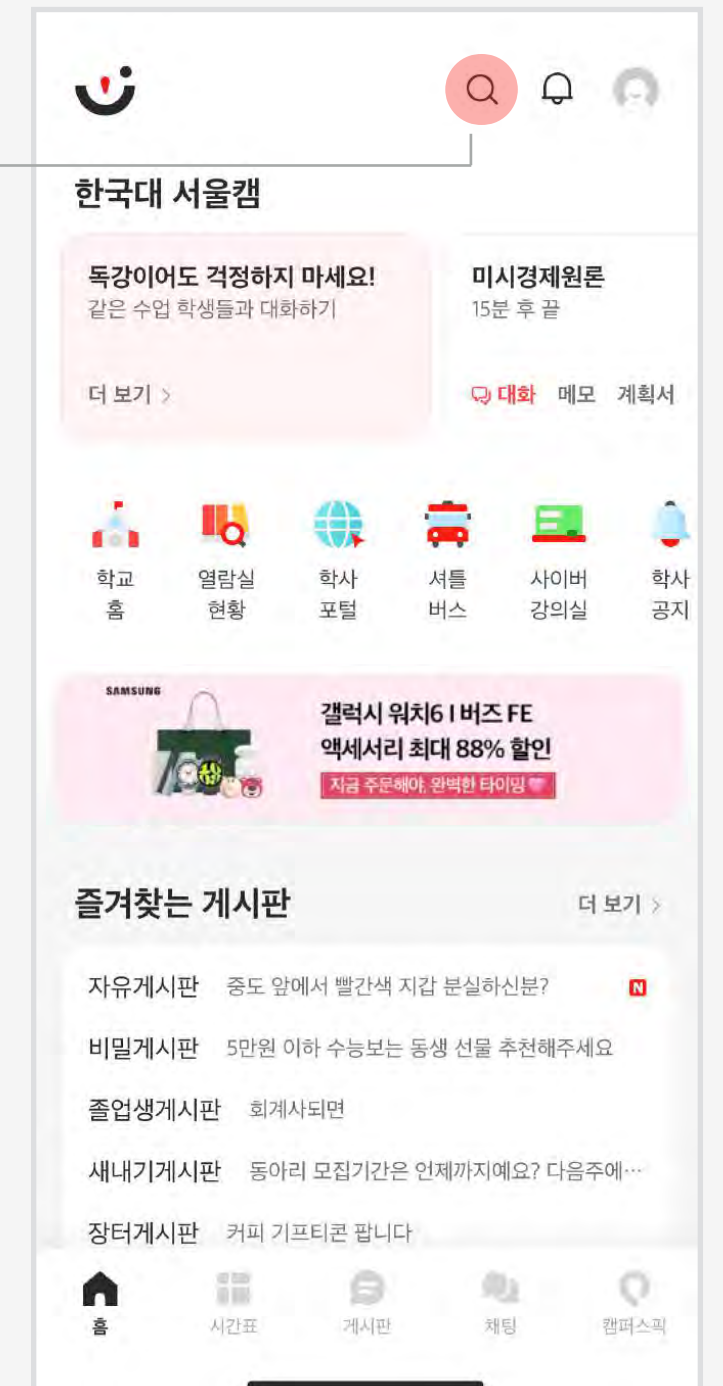 한국대 서울캠
독강이어도 걱정하지 마세요!
같은 수업 학생들과 대화하기
더 보기 >
미시경제원론
15분 후 끝
대화 메모 계획서
학교 홈
열람실 현황
학사 포털
셔틀 버스
사이버 강의실
학사 공지
SAMSUNG
갤럭시 워치6 I 버즈 FE
액세서리 최대 88% 할인
지금 주문해야, 완벽한 타이밍
즐겨찾는 게시판
더 보기 >
자유게시판 중도 앞에서 빨간색 지갑 분실하신분? N
비밀게시판 5만원 이하 수능보는 동생 선물 추천해주세요
졸업생게시판 회계사되면
새내기게시판 동아리 모집기간은 언제까지예요? 다음주에…
장터게시판 커피 기프티콘 팝니다
홈 시간표 게시판 채팅 캠퍼스픽